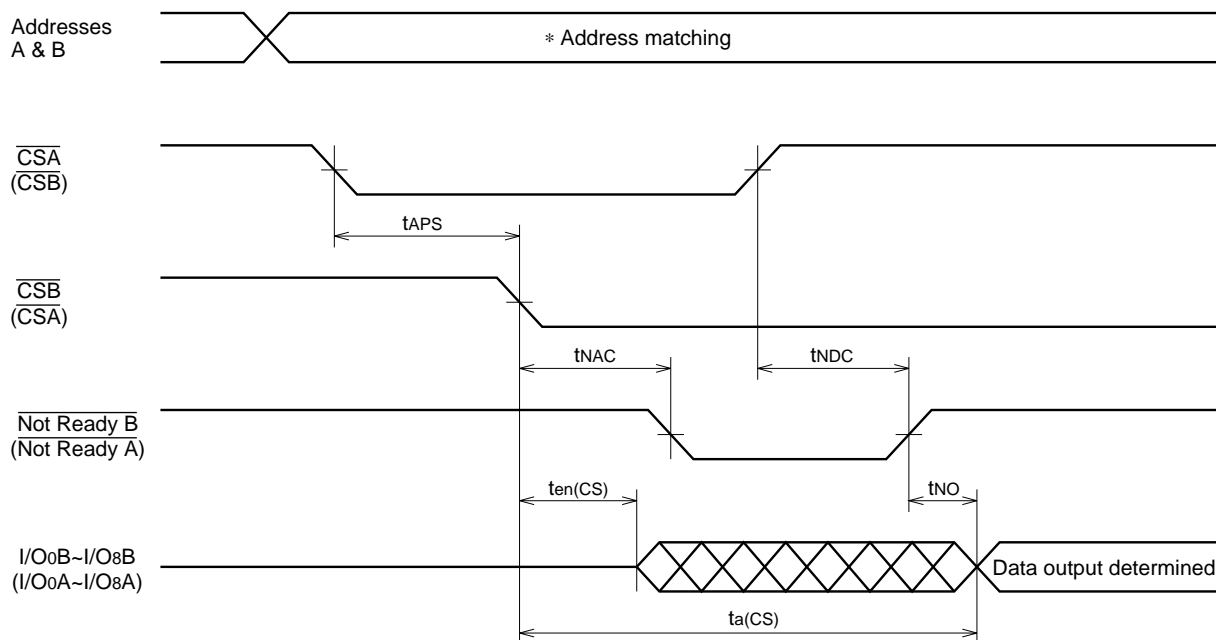 Addresses
A & B
* Address matching
CSA
(CSB)
tAPS
CSB
(CSA)
tNAC
tNDC
Not Ready B
(Not Ready A)
ten(CS)
tNO
I/O0B~I/O8B
(I/O0A~I/O8A)
Data output determined
ta(CS)